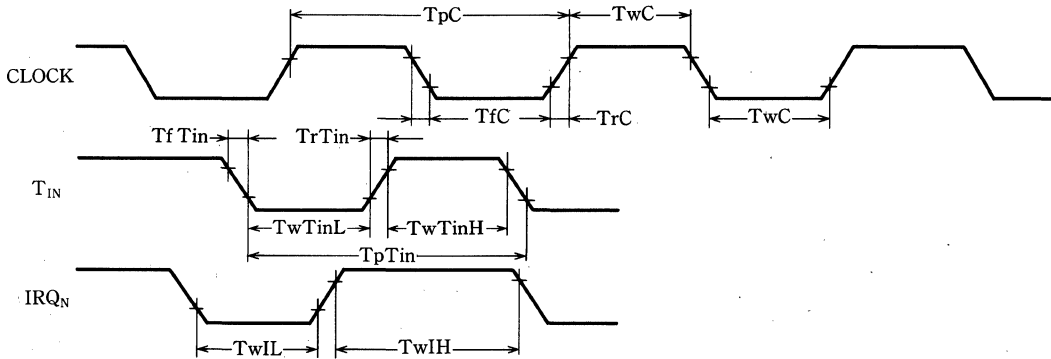 TpC TwC
CLOCK
TfC TrC TwC
Tf Tin TrTin
TIN
TwTinL TwTinH
TpTin
IRQN
TwIL TwIH